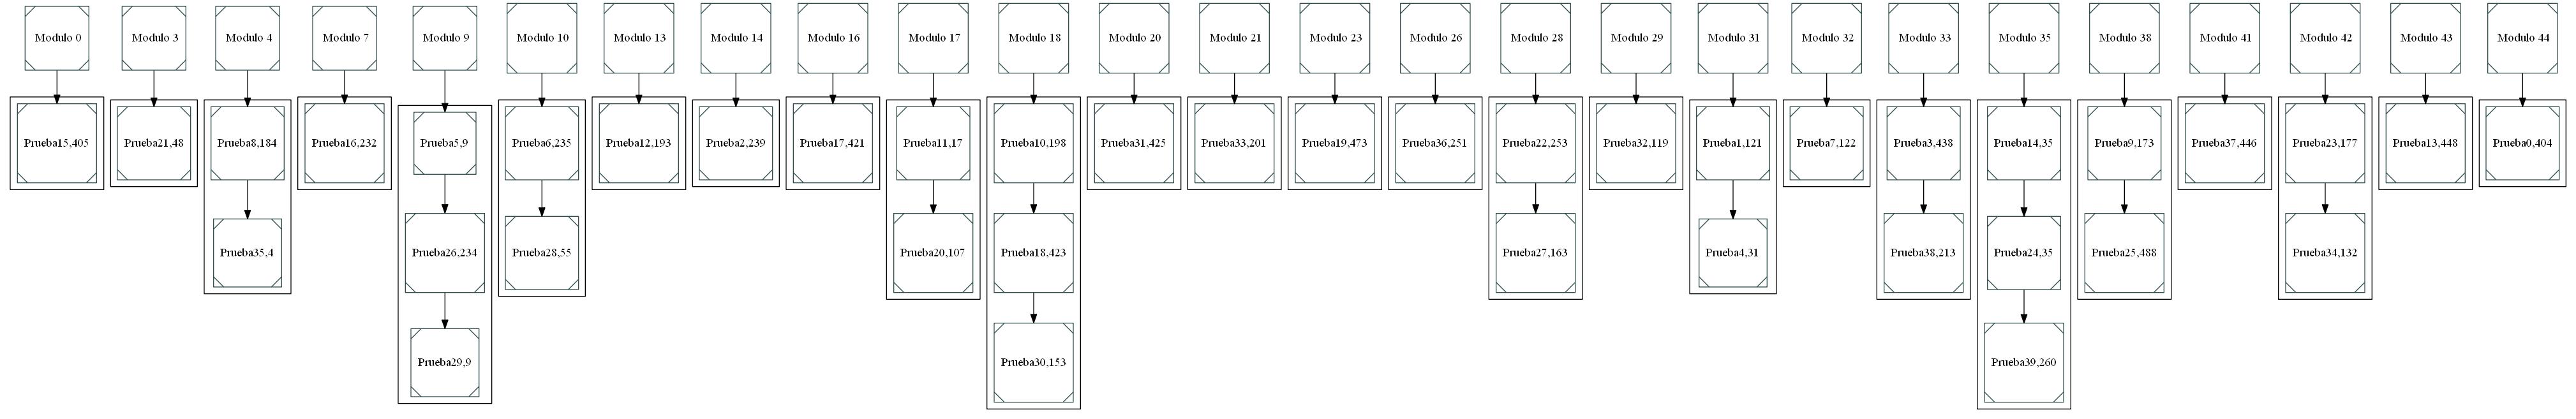 Modulo 0
Modulo 3
Modulo 4
Modulo 7
Modulo 9
Modulo 10
Modulo 13
Modulo 14
Modulo 16
Modulo 17
Modulo 18
Modulo 20
Modulo 21
Modulo 23
Modulo 26
Modulo 28
Modulo 29
Modulo 31
Modulo 32
Modulo 33
Modulo 35
Modulo 38
Modulo 41
Modulo 42
Modulo 43
Modulo 44
Prueba15,405
Prueba21,48
Prueba8,184
Prueba16,232
Prueba5,9
Prueba6,235
Prueba12,193
Prueba2,239
Prueba17,421
Prueba11,17
Prueba10,198
Prueba31,425
Prueba33,201
Prueba19,473
Prueba36,251
Prueba22,253
Prueba32,119
Prueba1,121
Prueba7,122
Prueba3,438
Prueba14,35
Prueba9,173
Prueba37,446
Prueba23,177
Prueba13,448
Prueba0,404
Prueba35,4
Prueba26,234
Prueba28,55
Prueba20,107
Prueba18,423
Prueba27,163
Prueba4,31
Prueba38,213
Prueba24,35
Prueba25,488
Prueba34,132
Prueba29,9
Prueba30,153
Prueba39,260